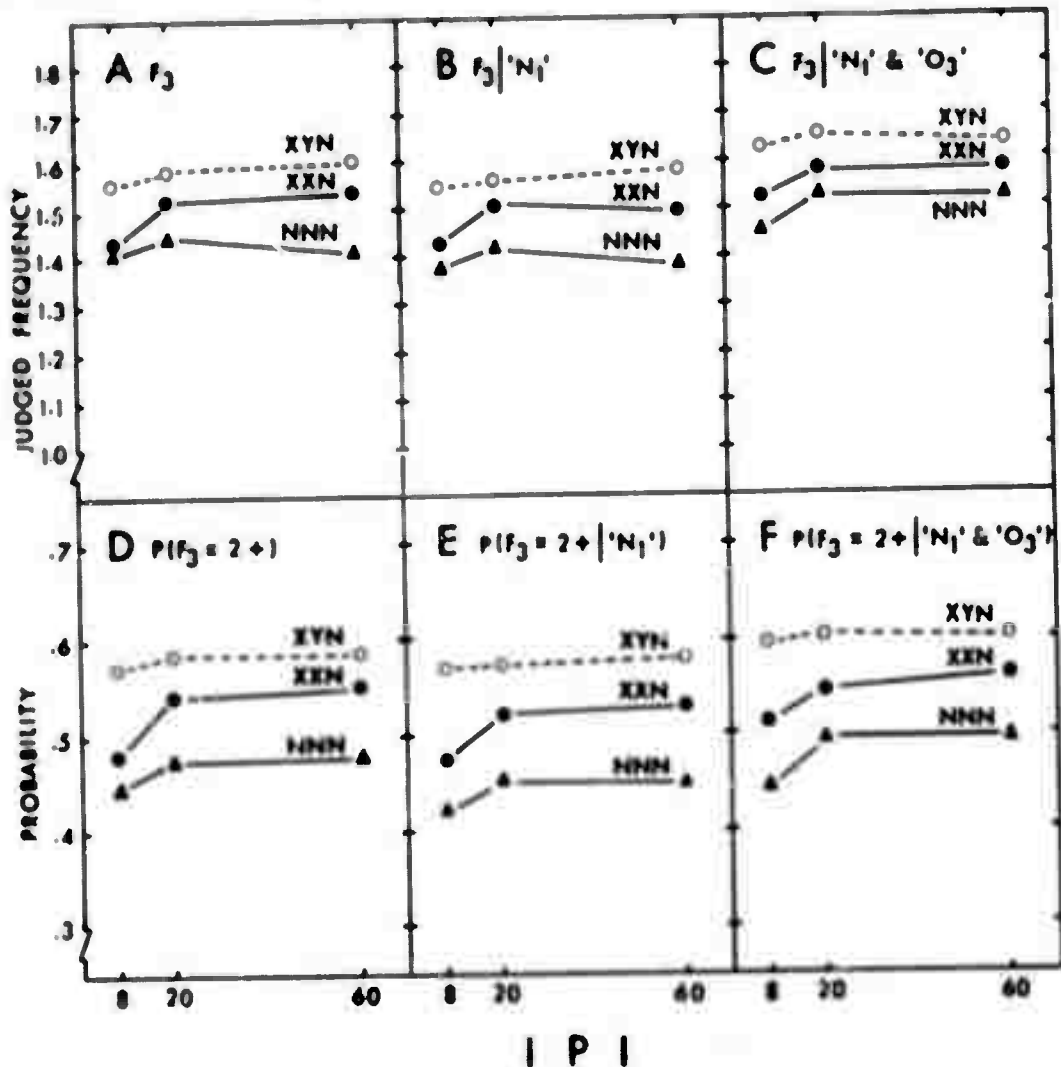 A F3
B F3|'N1'
C F3|'N1' & 'O3'
JUDGED FREQUENCY
1.8
1.7
1.6
1.5
1.4
1.3
1.2
1.1
1.0
XYN
XXN
NNN
XYN
XXN
NNN
XYN
XXN
NNN
D P(F3 = 2+)
E P(F3 = 2+|'N1')
F P(F3 = 2+|'N1' & 'O3')
PROBABILITY
.7
.6
.5
.4
.3
XYN
XXN
NNN
XYN
XXN
NNN
XYN
XXN
NNN
8 20 60
8 20 60
8 20 60
I P I